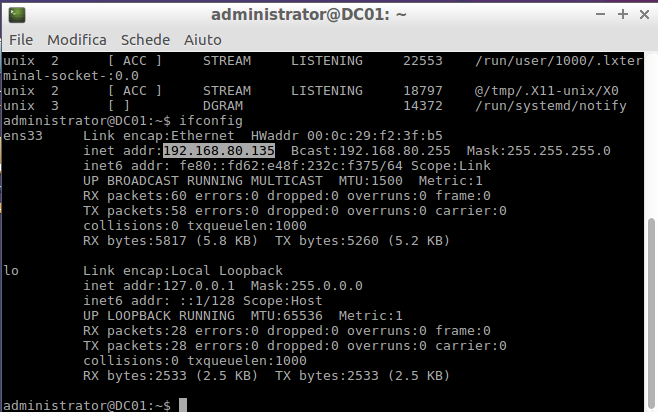 administrator@DC01: ~
File Modifica Schede Aiuto
unix 2 [ ACC ] STREAM LISTENING 22553 /run/user/1000/.lxter
minal-socket-:0.0
unix 2 [ ACC ] STREAM LISTENING 18797 @/tmp/.X11-unix/X0
unix 3 [ ] DGRAM 14372 /run/systemd/notify
administrator@DC01:~$ ifconfig
ens33 Link encap:Ethernet HWaddr 00:0c:29:f2:3f:b5
inet addr:192.168.80.135 Bcast:192.168.80.255 Mask:255.255.255.0
inet6 addr: fe80::fd62:e48f:232c:f375/64 Scope:Link
UP BROADCAST RUNNING MULTICAST MTU:1500 Metric:1
RX packets:60 errors:0 dropped:0 overruns:0 frame:0
TX packets:58 errors:0 dropped:0 overruns:0 carrier:0
collisions:0 txqueuelen:1000
RX bytes:5817 (5.8 KB) TX bytes:5260 (5.2 KB)
lo Link encap:Local Loopback
inet addr:127.0.0.1 Mask:255.0.0.0
inet6 addr: ::1/128 Scope:Host
UP LOOPBACK RUNNING MTU:65536 Metric:1
RX packets:28 errors:0 dropped:0 overruns:0 frame:0
TX packets:28 errors:0 dropped:0 overruns:0 carrier:0
collisions:0 txqueuelen:1000
RX bytes:2533 (2.5 KB) TX bytes:2533 (2.5 KB)
administrator@DC01:~$